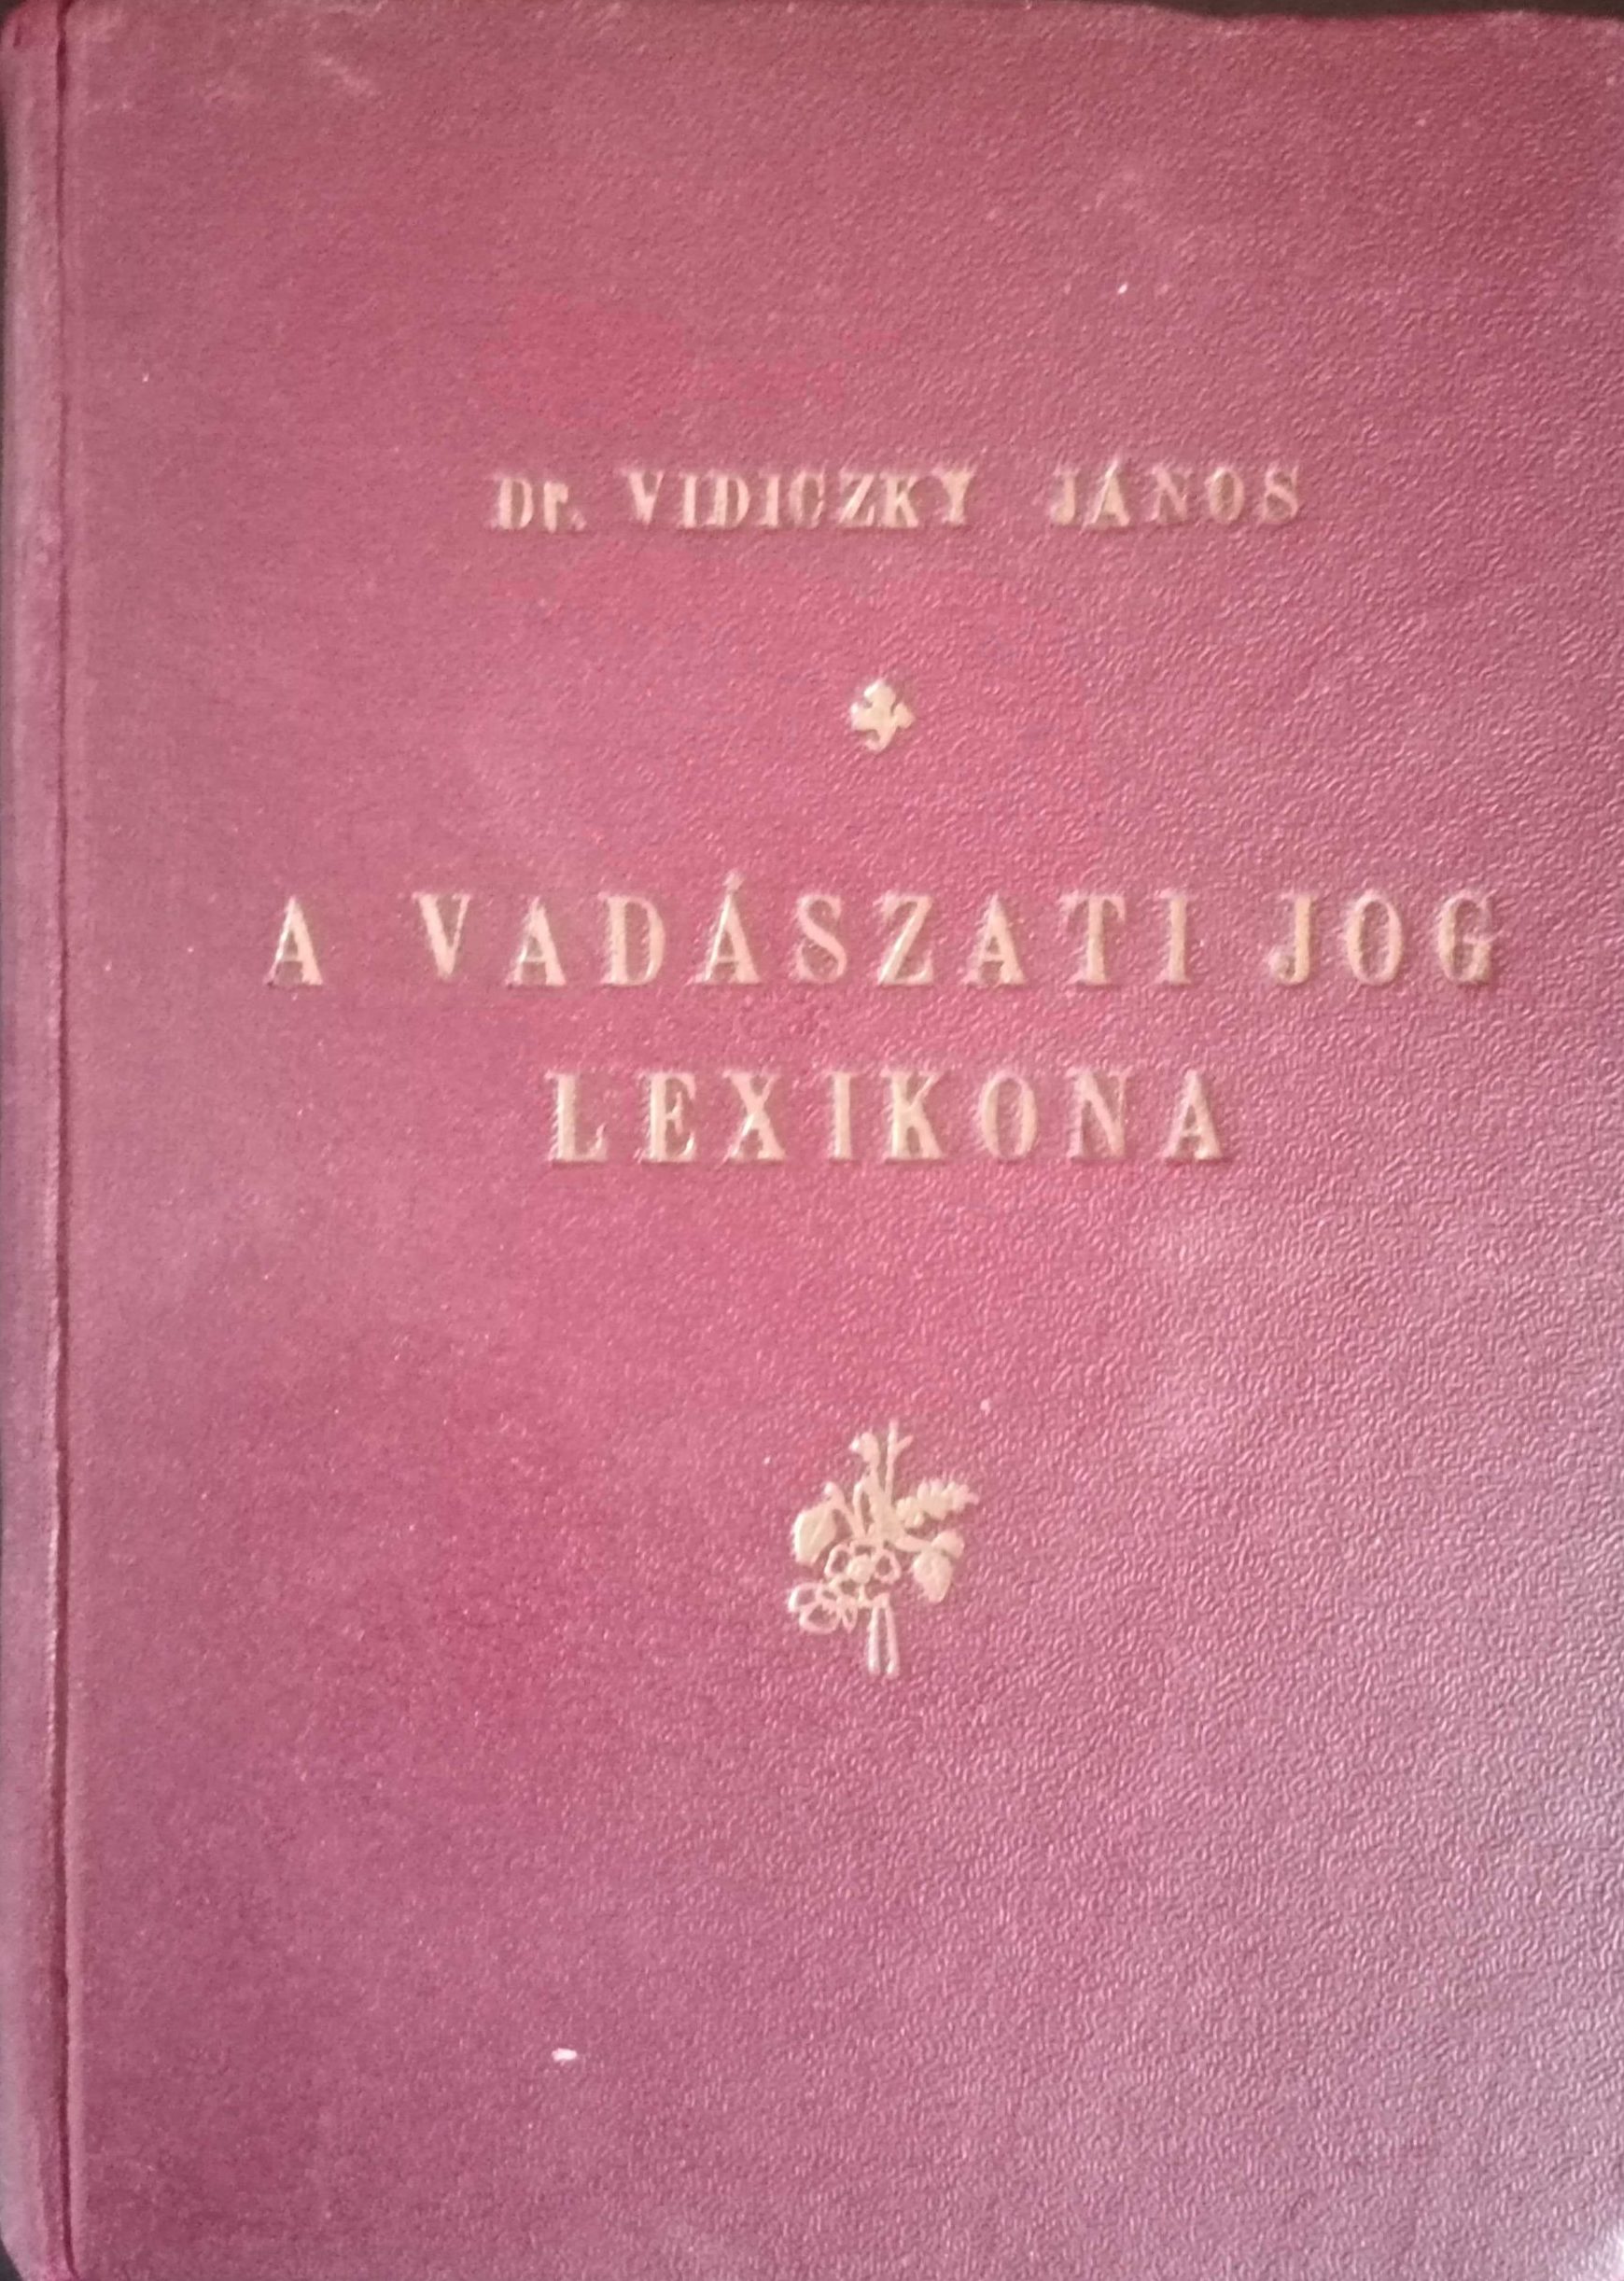 Dr. VIDICZKY JÁNOS
A VADÁSZATI JOG
LEXIKONA